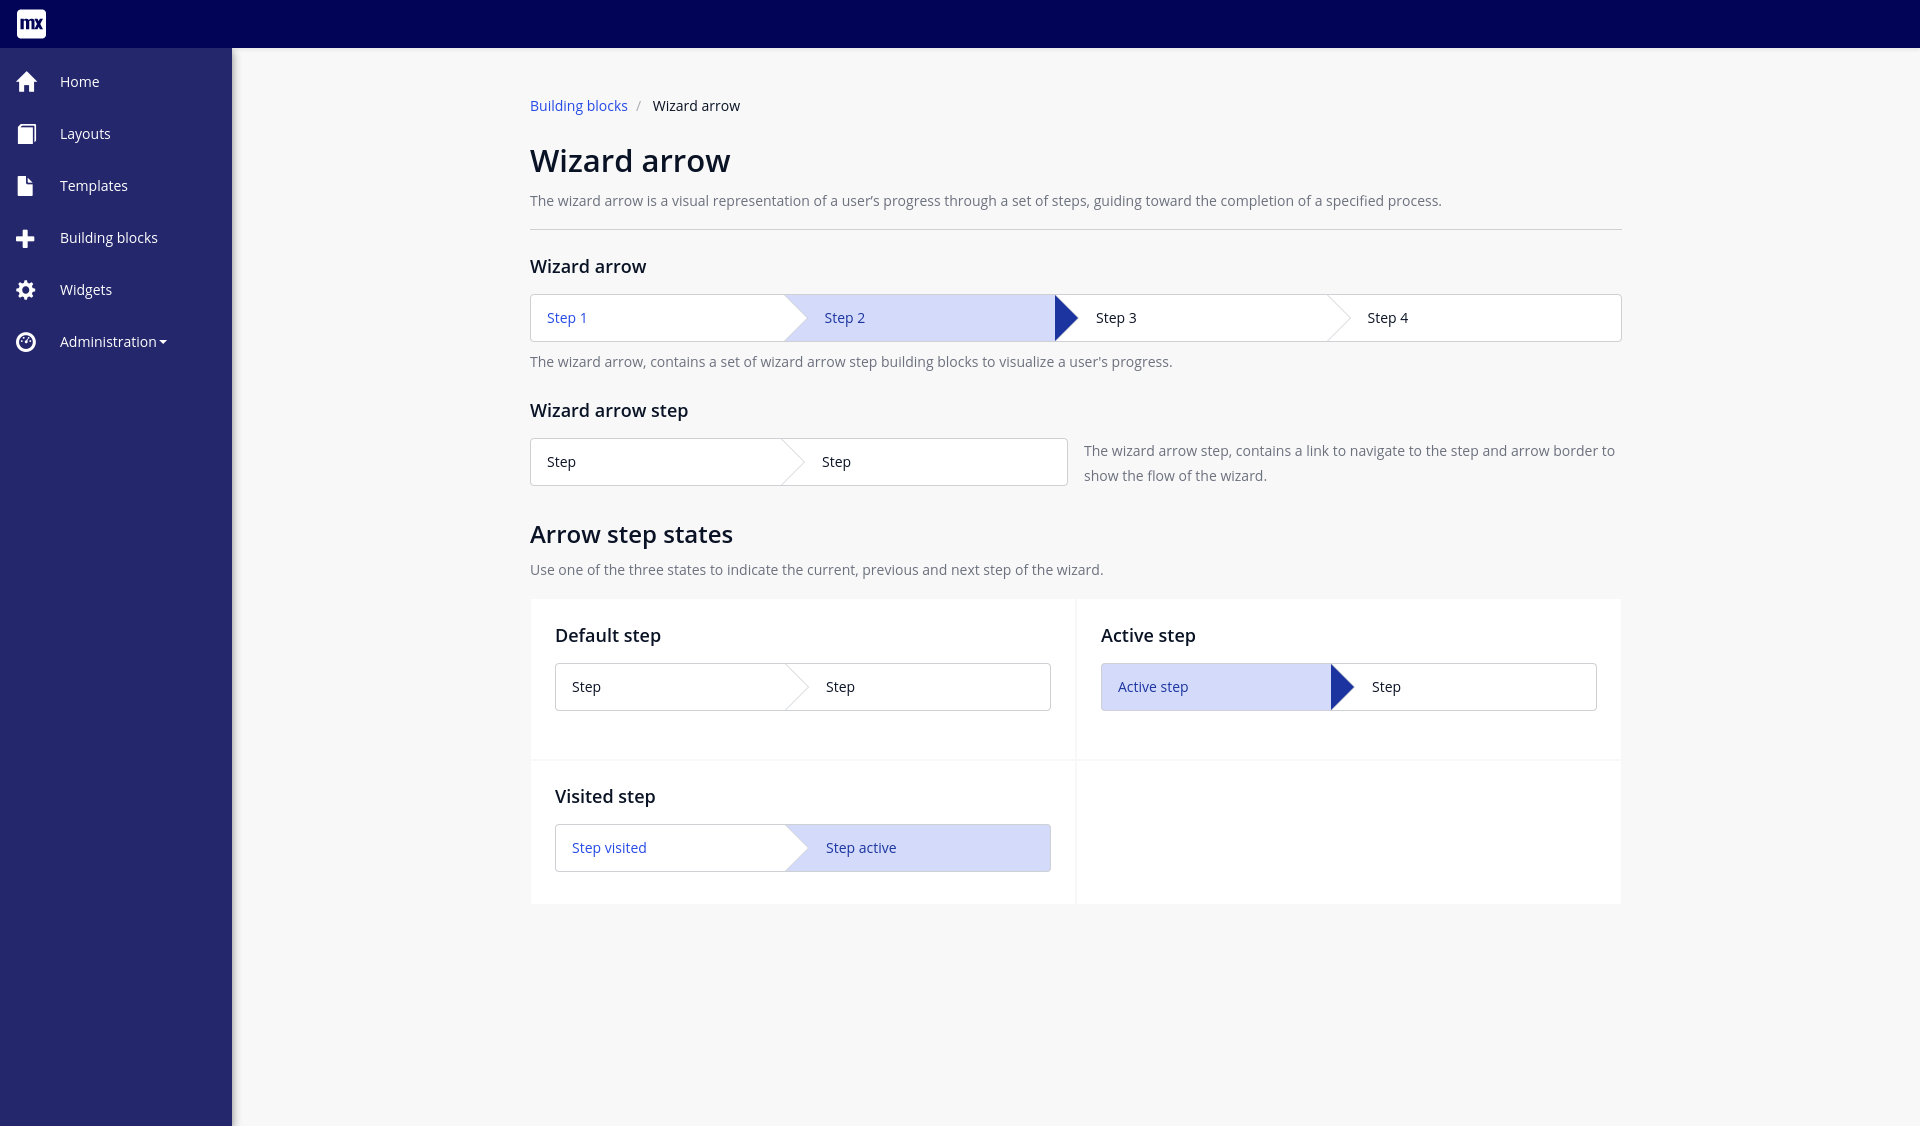 mx
Home
Layouts
Templates
Building blocks
Widgets
Administration
Building blocks / Wizard arrow
Wizard arrow
The wizard arrow is a visual representation of a user's progress through a set of steps, guiding toward the completion of a specified process.
Wizard arrow
Step 1 Step 2 Step 3 Step 4
The wizard arrow, contains a set of wizard arrow step building blocks to visualize a user's progress.
Wizard arrow step
Step Step
The wizard arrow step, contains a link to navigate to the step and arrow border to
show the flow of the wizard.
Arrow step states
Use one of the three states to indicate the current, previous and next step of the wizard.
Default step
Step Step
Active step
Active step Step
Visited step
Step visited Step active